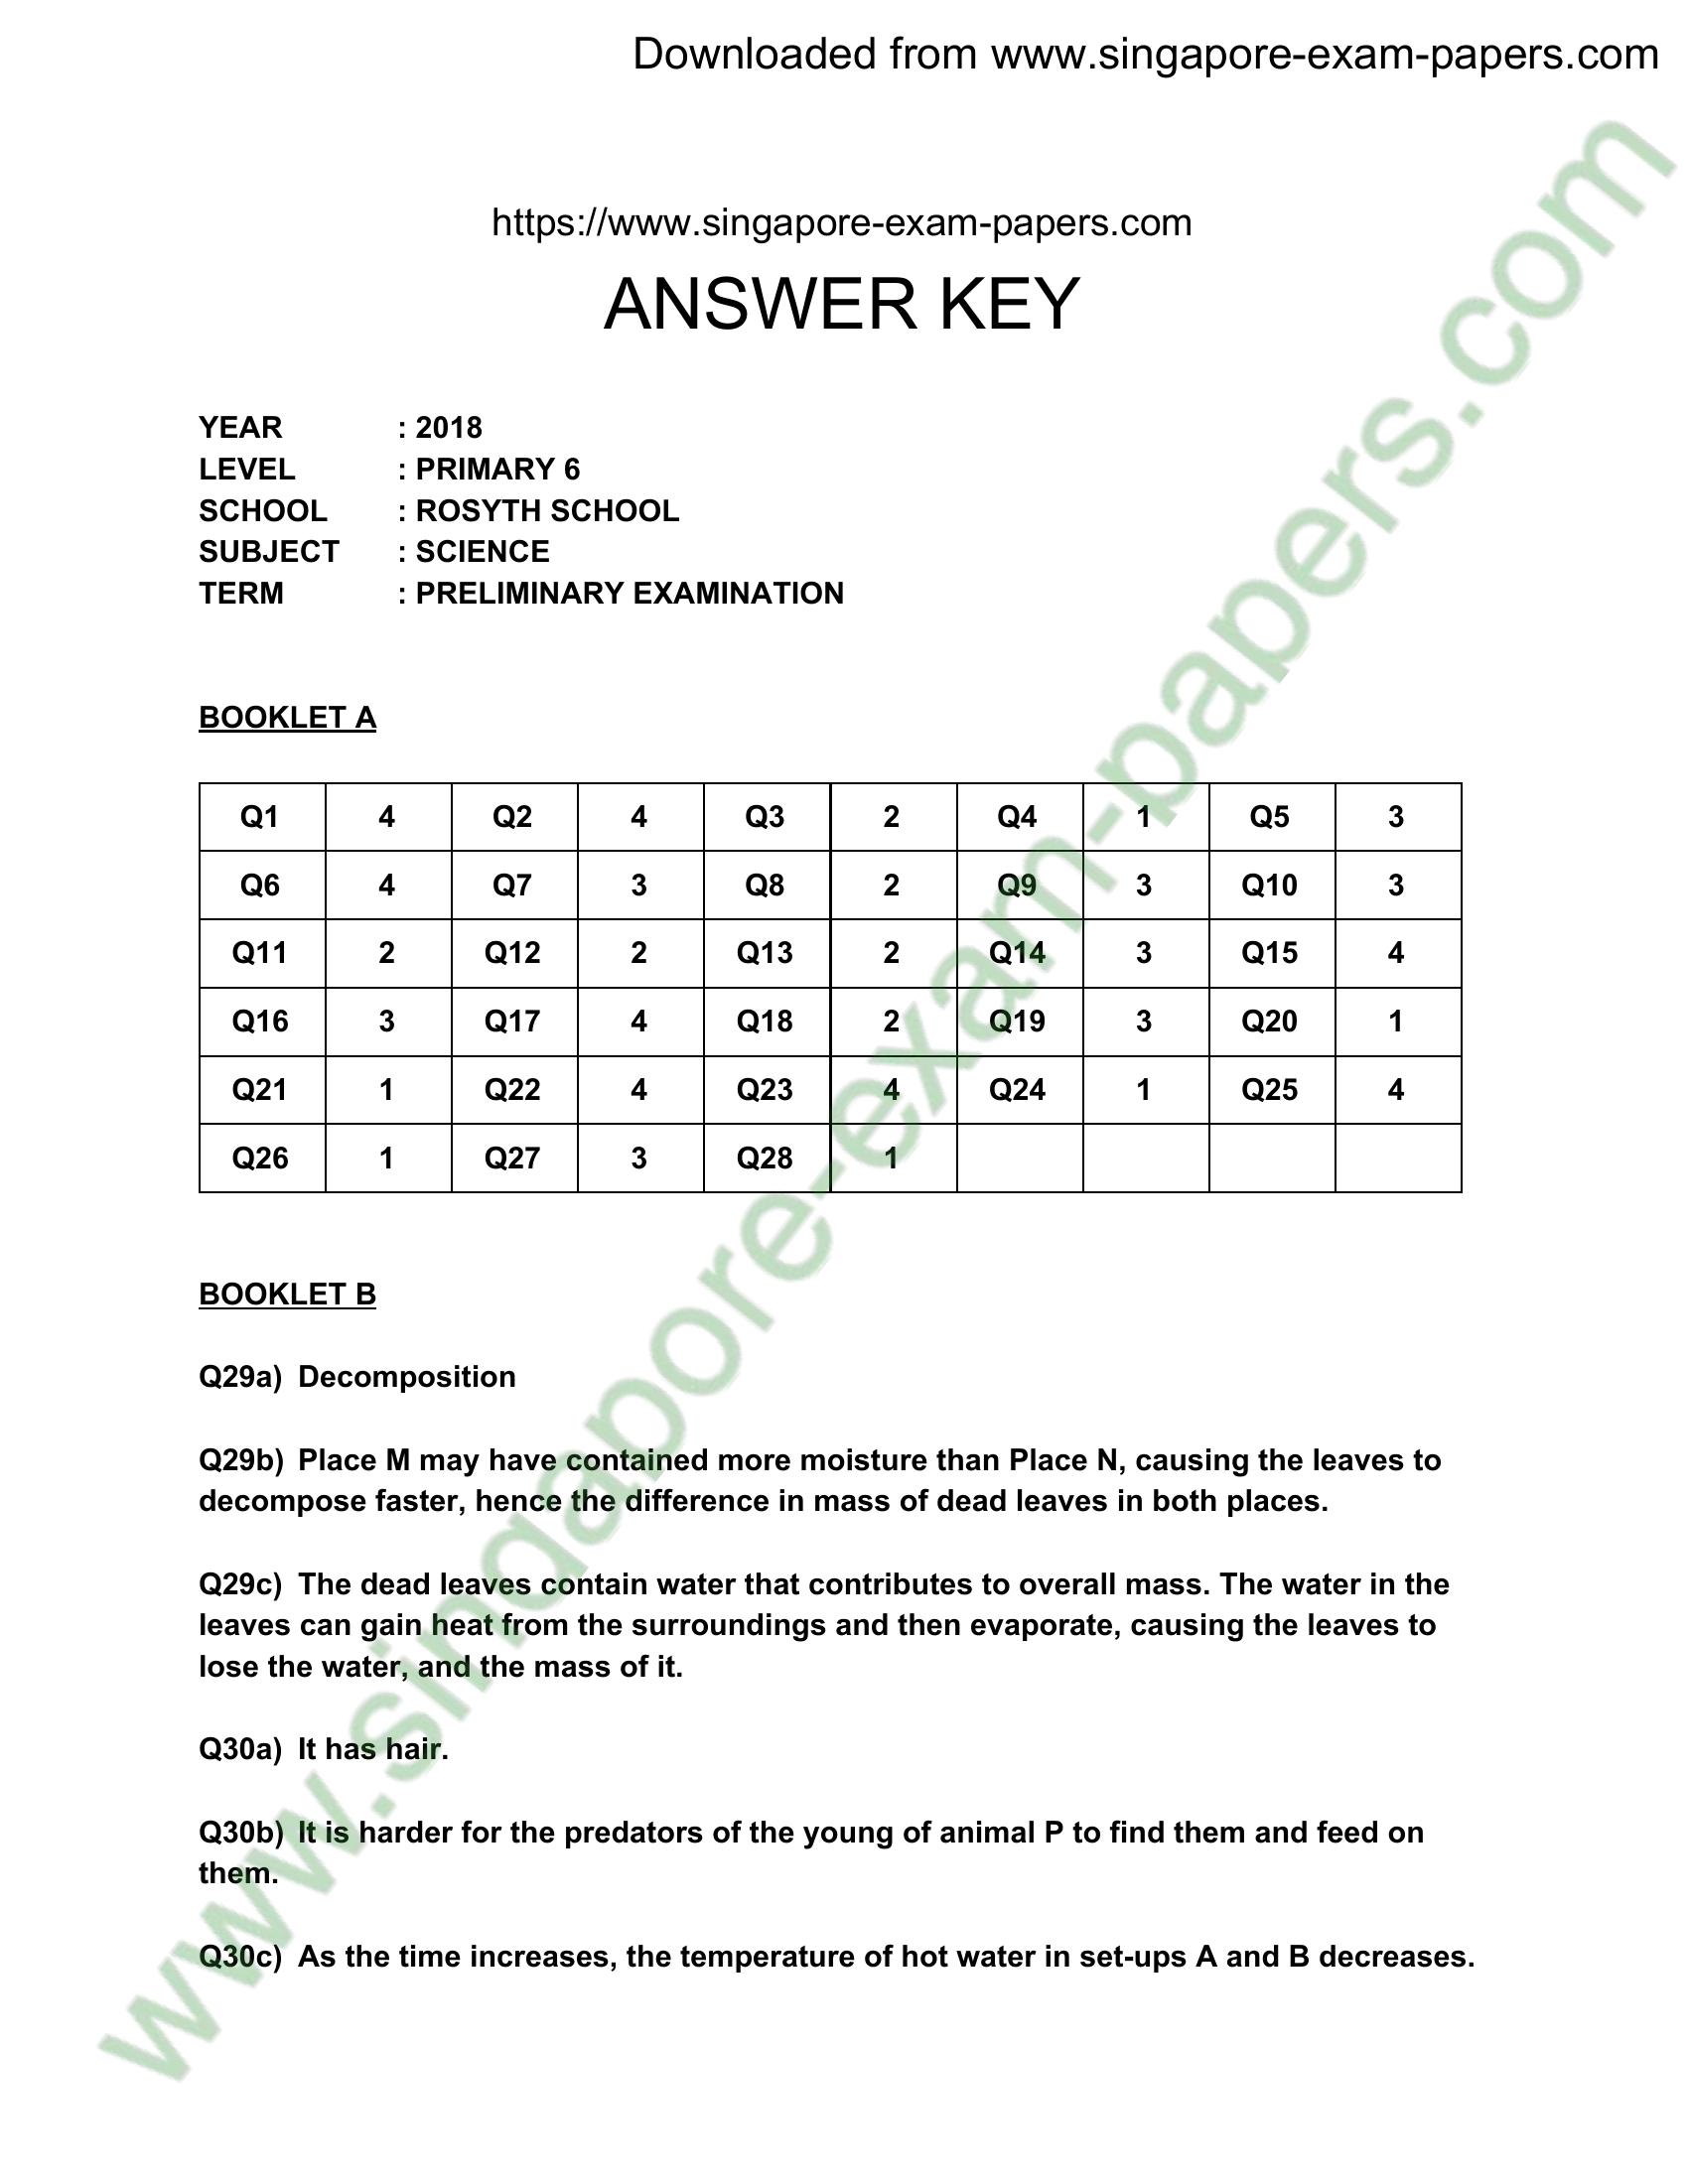 Downloaded from www.singapore-exam-papers.com
https://www.singapore-exam-papers.com
ANSWER KEY
YEAR : 2018
LEVEL : PRIMARY 6
SCHOOL : ROSYTH SCHOOL
SUBJECT : SCIENCE
TERM : PRELIMINARY EXAMINATION
BOOKLET A
Q1 4 Q2 4 Q3 2 Q4 1 Q5 3
Q6 4 Q7 3 Q8 2 Q9 3 Q10 3
Q11 2 Q12 2 Q13 2 Q14 3 Q15 4
Q16 3 Q17 4 Q18 2 Q19 3 Q20 1
Q21 1 Q22 4 Q23 4 Q24 1 Q25 4
Q26 1 Q27 3 Q28 1
BOOKLET B
Q29a) Decomposition
Q29b) Place M may have contained more moisture than Place N, causing the leaves to
decompose faster, hence the difference in mass of dead leaves in both places.
Q29c) The dead leaves contain water that contributes to overall mass. The water in the
leaves can gain heat from the surroundings and then evaporate, causing the leaves to
lose the water, and the mass of it.
Q30a) It has hair.
Q30b) It is harder for the predators of the young of animal P to find them and feed on
them.
Q30c) As the time increases, the temperature of hot water in set-ups A and B decreases.
www.singapore-exam-papers.com